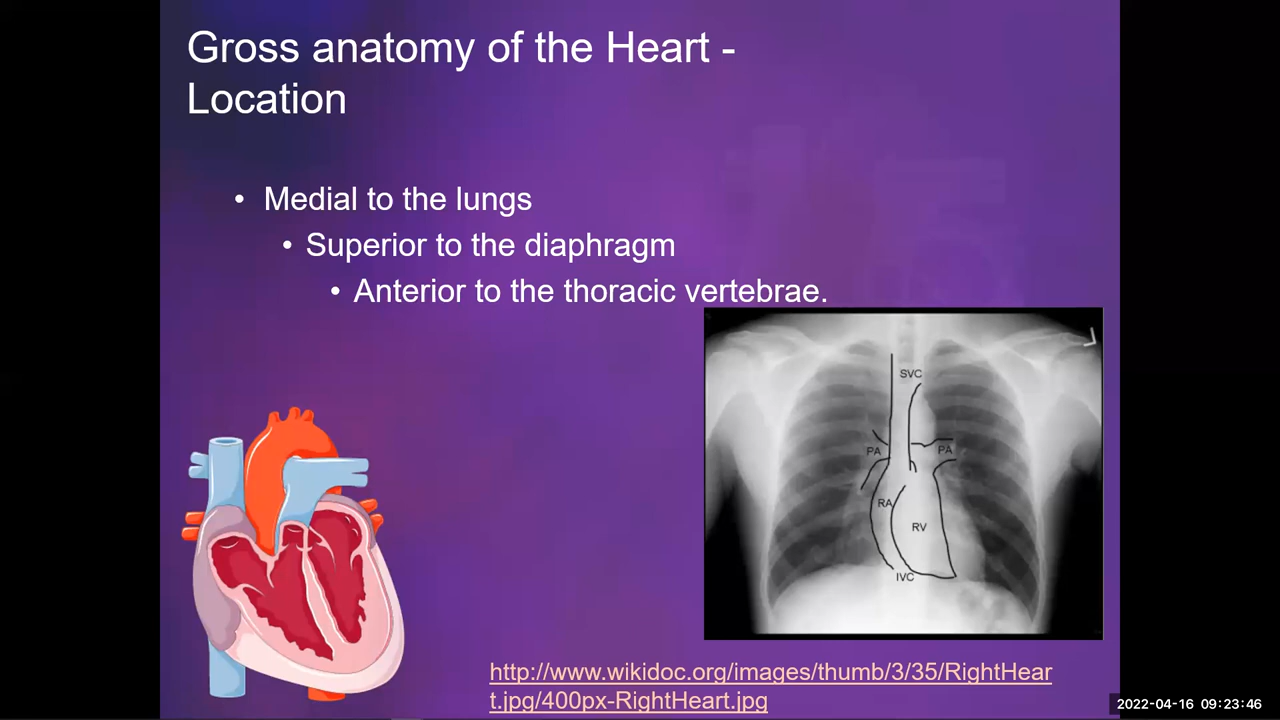 Gross anatomy of the Heart -
Location
• Medial to the lungs
• Superior to the diaphragm
• Anterior to the thoracic vertebrae.
SVC
PA
PA
RA
RV
IVC
http://www.wikidoc.org/images/thumb/3/35/RightHear
t.jpg/400px-RightHeart.jpg
2022-04-16 09:23:46